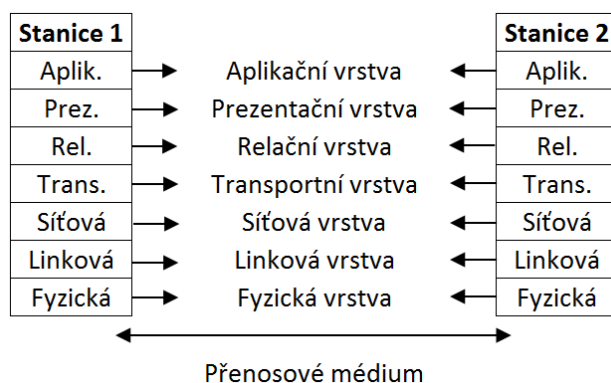 Stanice 1 Stanice 2
Aplik. Aplikační vrstva Aplik.
Prez. Prezentační vrstva Prez.
Rel. Relační vrstva Rel.
Trans. Transportní vrstva Trans.
Síťová Síťová vrstva Síťová
Linková Linková vrstva Linková
Fyzická Fyzická vrstva Fyzická
Přenosové médium